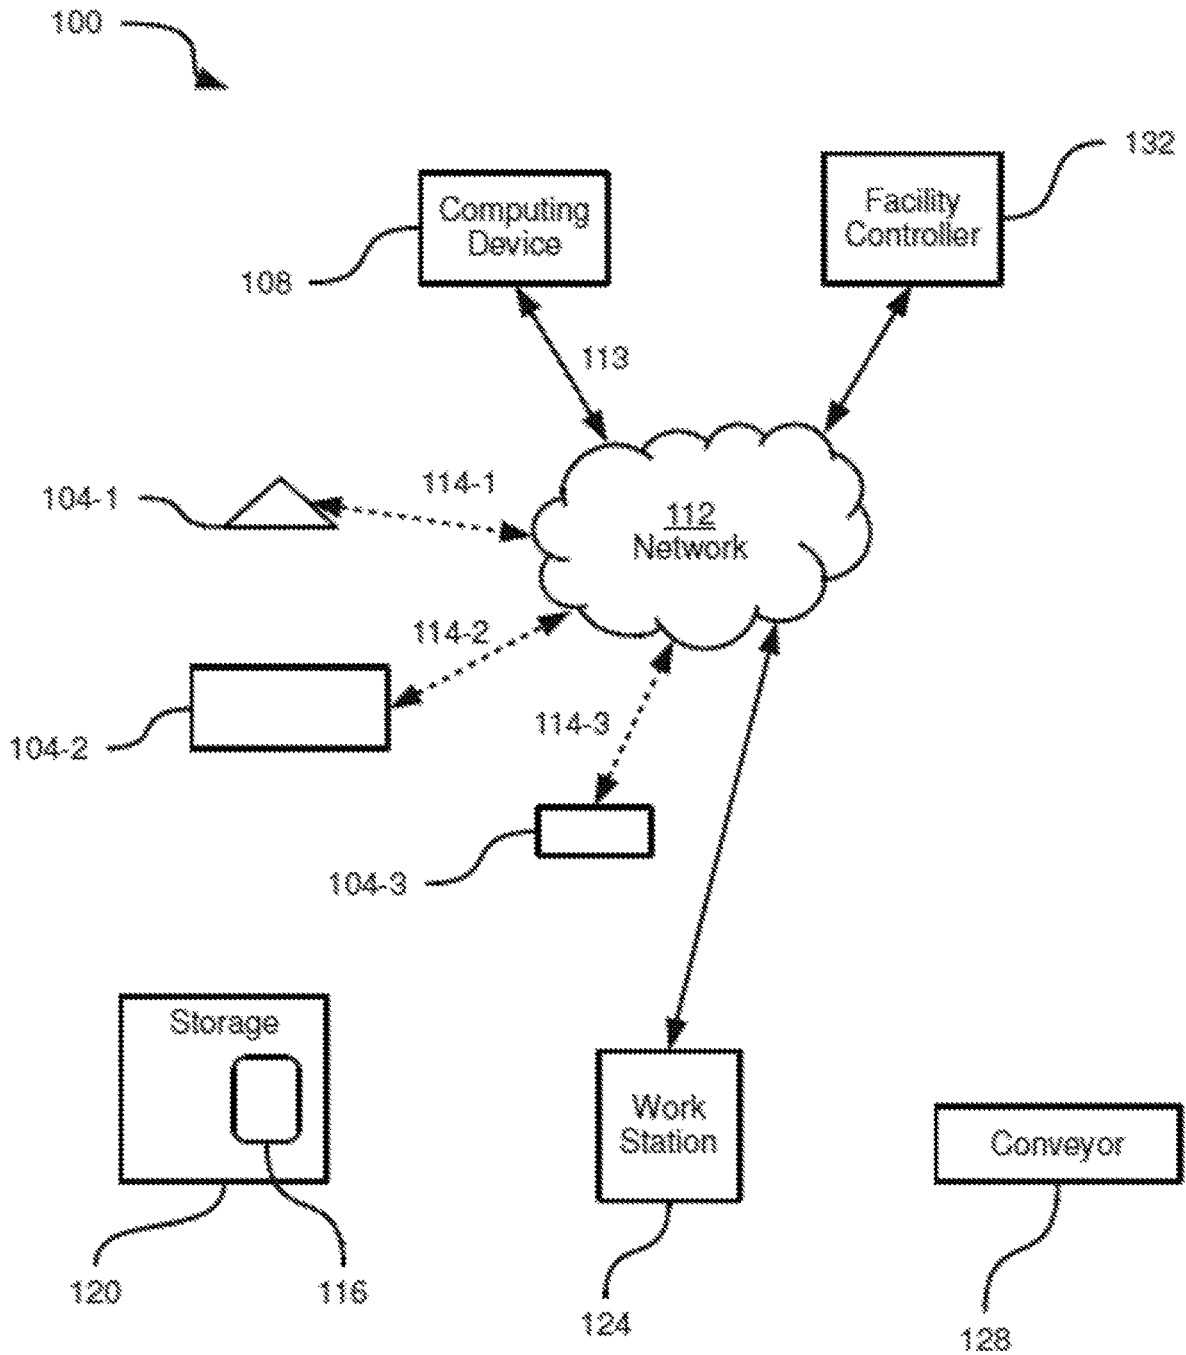 100
132
Facility
Controller
Computing
Device
108
113
104-1
114-1
112
Network
114-2
104-2
114-3
104-3
Storage
Work
Station
Conveyor
120
116
124
128